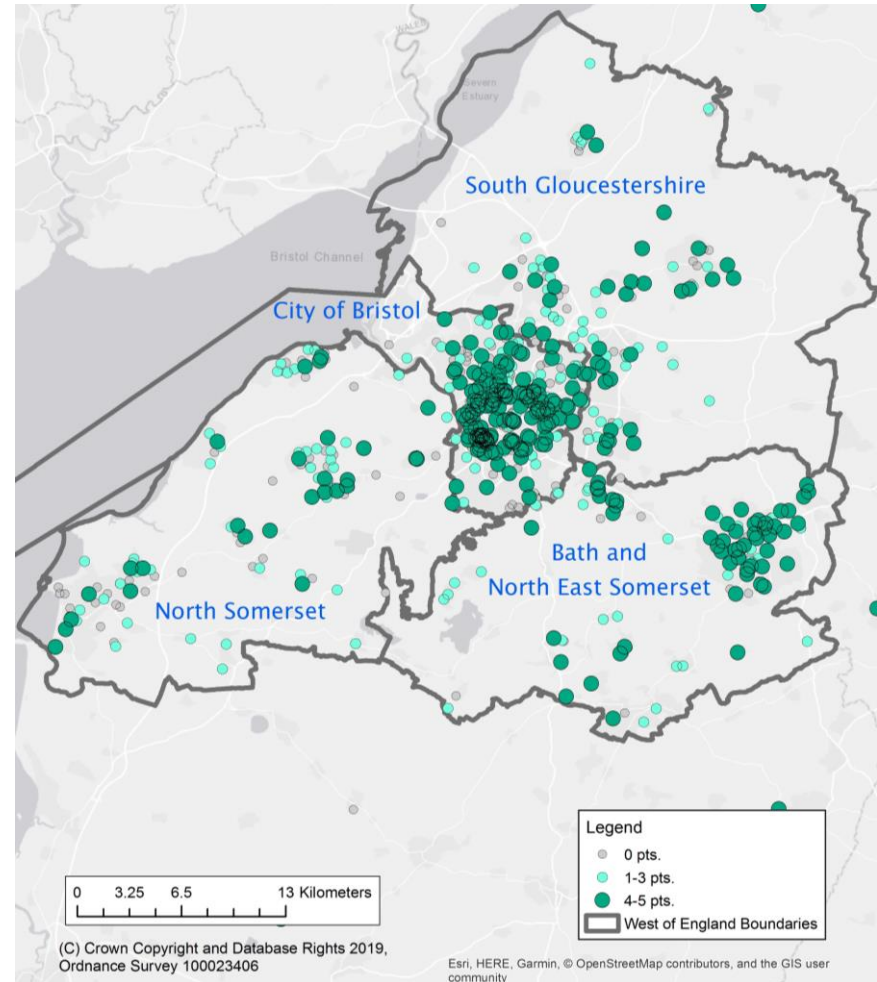 WALES
Severn
Estuary
South Gloucestershire
Bristol Channel
City of Bristol
Bath and
North East Somerset
North Somerset
Legend
0 pts.
1-3 pts.
4-5 pts.
West of England Boundaries
0 3.25 6.5 13 Kilometers
(C) Crown Copyright and Database Rights 2019,
Ordnance Survey 100023406
Esri, HERE, Garmin, © OpenStreetMap contributors, and the GIS user
community